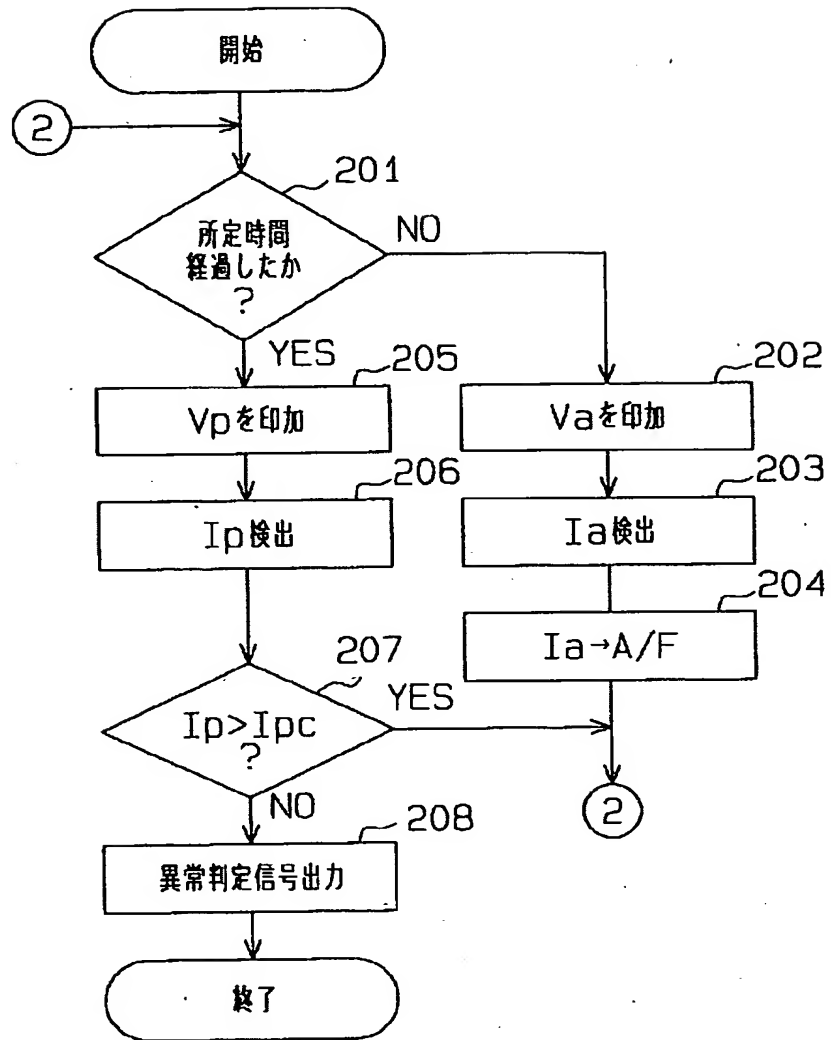 開始
2
201
所定時間
経過したか
?
NO
YES
205
Vpを印加
206
Ip検出
202
Vaを印加
203
Ia検出
204
Ia→A/F
207
Ip>Ipc
?
YES
2
NO
208
異常判定信号出力
終了